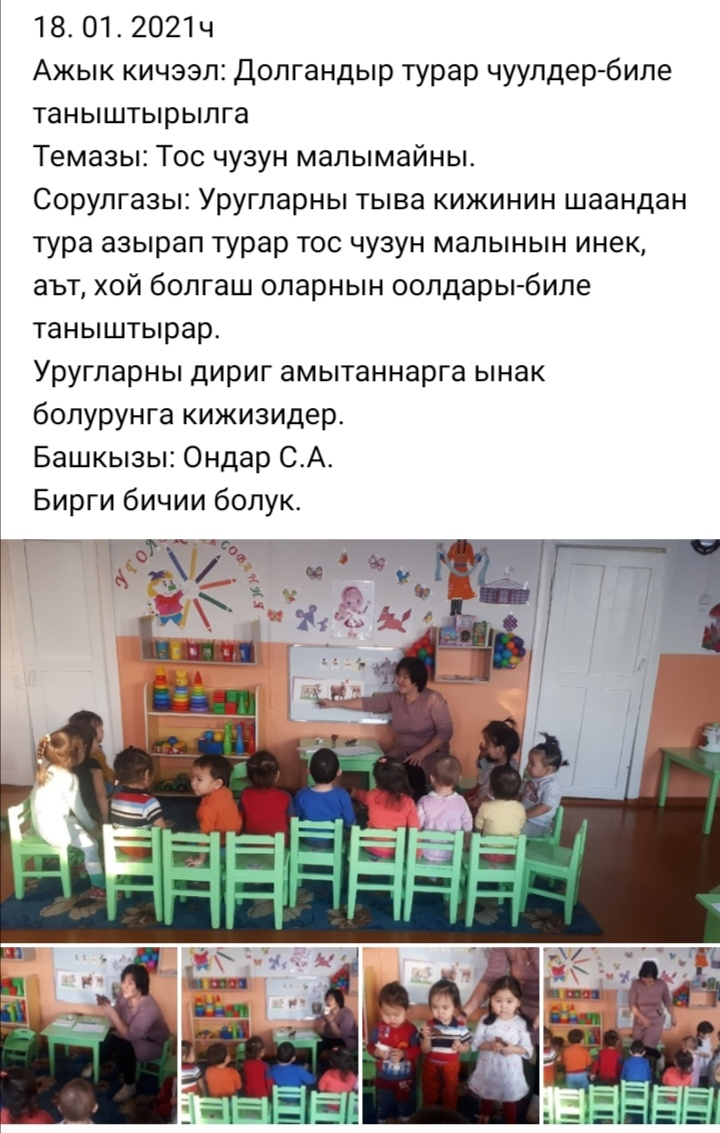 18. 01. 2021ч
Ажык кичээл: Долгандыр турар чуулдер-биле
таныштырылга
Темазы: Тос чузун малымайны.
Сорулгазы: Уругларны тыва кижинин шаандан
тура азырап турар тос чузун малынын инек,
аът, хой болгаш оларнын оолдары-биле
таныштырар.
Уругларны дириг амытаннарга ынак
болурунга кижизидер.
Башкызы: Ондар С.А.
Бирги бичии болук.
УГОЛ
СОВАНИЯ